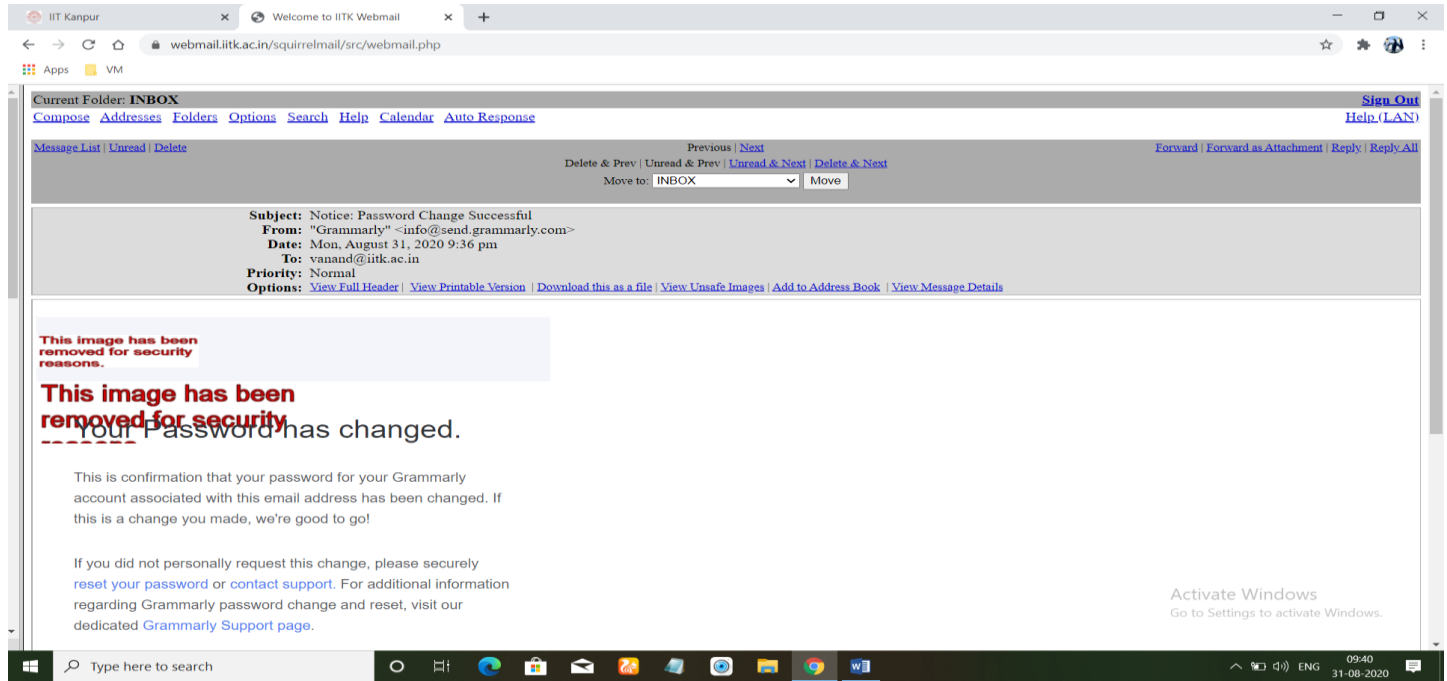 IIT Kanpur
Welcome to IITK Webmail
webmail.iitk.ac.in/squirrelmail/src/webmail.php
Apps VM
Current Folder: INBOX Sign Out
Compose Addresses Folders Options Search Help Calendar Auto Response Help (LAN)
Message List | Unread | Delete Previous | Next Forward | Forward as Attachment | Reply | Reply All
Delete & Prev | Unread & Prev | Unread & Next | Delete & Next
Move to: INBOX Move
Subject: Notice: Password Change Successful
From: "Grammarly" <info@send.grammarly.com>
Date: Mon, August 31, 2020 9:36 pm
To: vanand@iitk.ac.in
Priority: Normal
Options: View Full Header | View Printable Version | Download this as a file | View Unsafe Images | Add to Address Book | View Message Details
This image has been
removed for security
reasons.
This image has been
removed for security
reasons
Your Password has changed.
This is confirmation that your password for your Grammarly
account associated with this email address has been changed. If
this is a change you made, we're good to go!
If you did not personally request this change, please securely
reset your password or contact support. For additional information
regarding Grammarly password change and reset, visit our
dedicated Grammarly Support page.
Activate Windows
Go to Settings to activate Windows.
Type here to search
ENG
09:40
31-08-2020